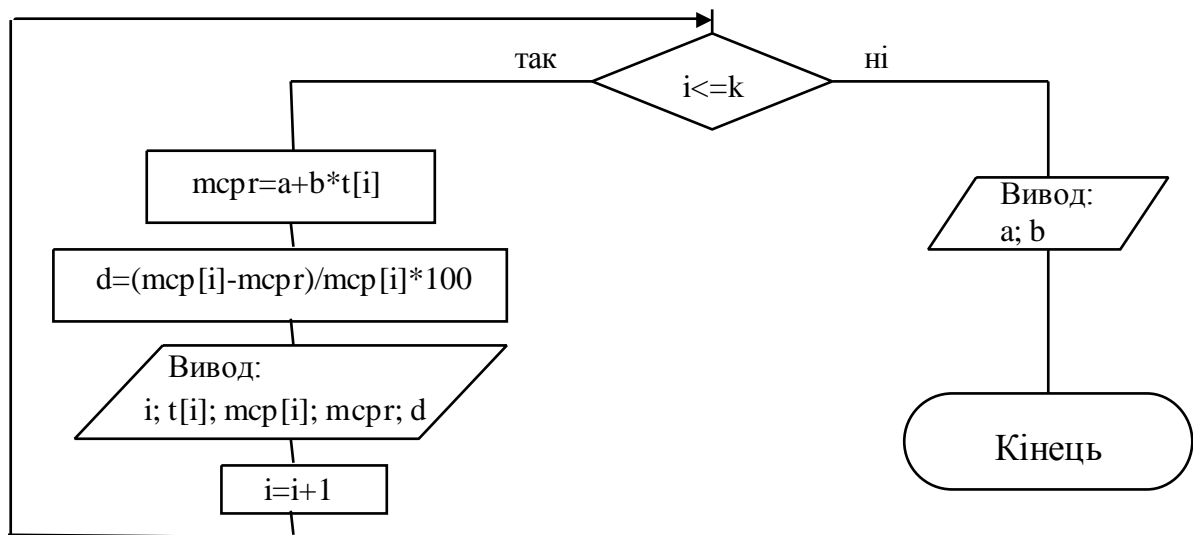 так
ні
i<=k
mcpr=a+b*t[i]
d=(mcp[i]-mcpr)/mcp[i]*100
Вивод:
i; t[i]; mcp[i]; mcpr; d
i=i+1
Вивод:
a; b
Кінець